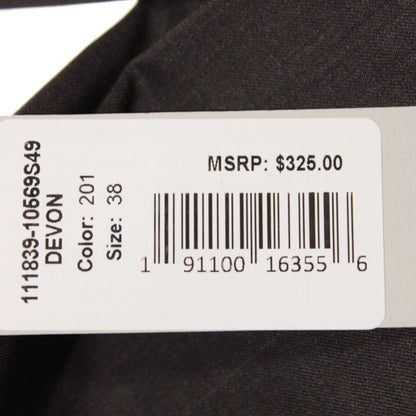 111839-10569S49
DEVON
Color: 201
Size: 38
MSRP: $325.00
1 91100 16355 6